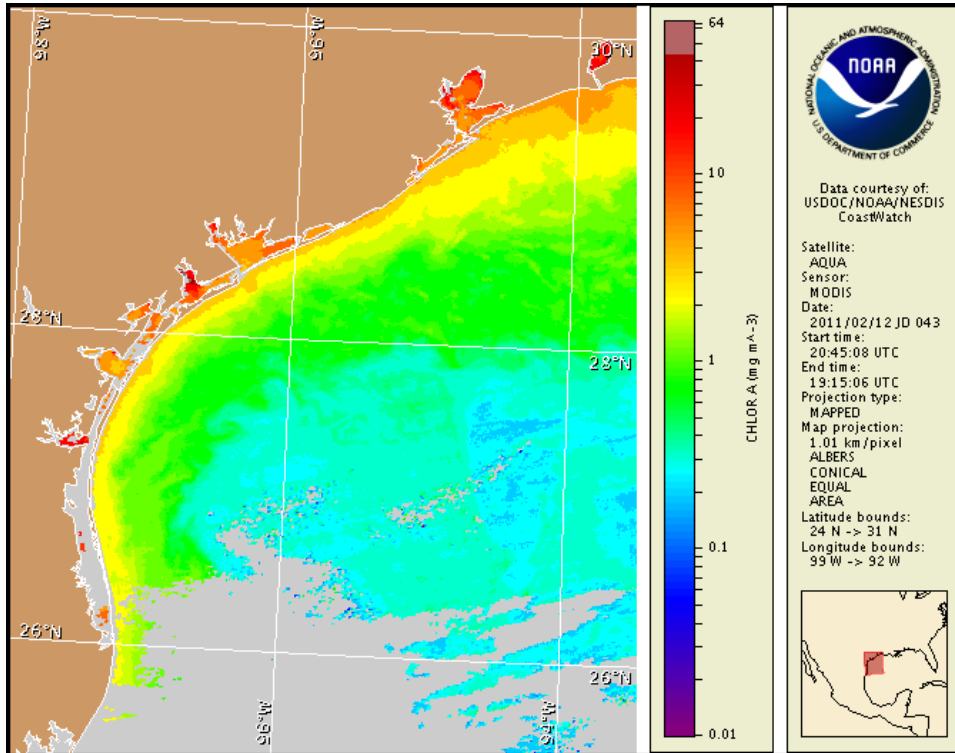 98°W
96°W
30°N
28°N
28°N
26°N
26°N
96°W
94°W
64
10
1
0.1
0.01
CHLOR A (mg m^-3)
NATIONAL OCEANIC AND ATMOSPHERIC ADMINISTRATION
NOAA
U.S. DEPARTMENT OF COMMERCE
Data courtesy of:
USDOC/NOAA/NESDIS
CoastWatch
Satellite:
AQUA
Sensor:
MODIS
Date:
2011/02/12 JD 043
Start time:
20:45:08 UTC
End time:
19:15:06 UTC
Projection type:
MAPPED
Map projection:
1.01 km/pixel
ALBERS
CONICAL
EQUAL
AREA
Latitude bounds:
24 N -> 31 N
Longitude bounds:
99 W -> 92 W